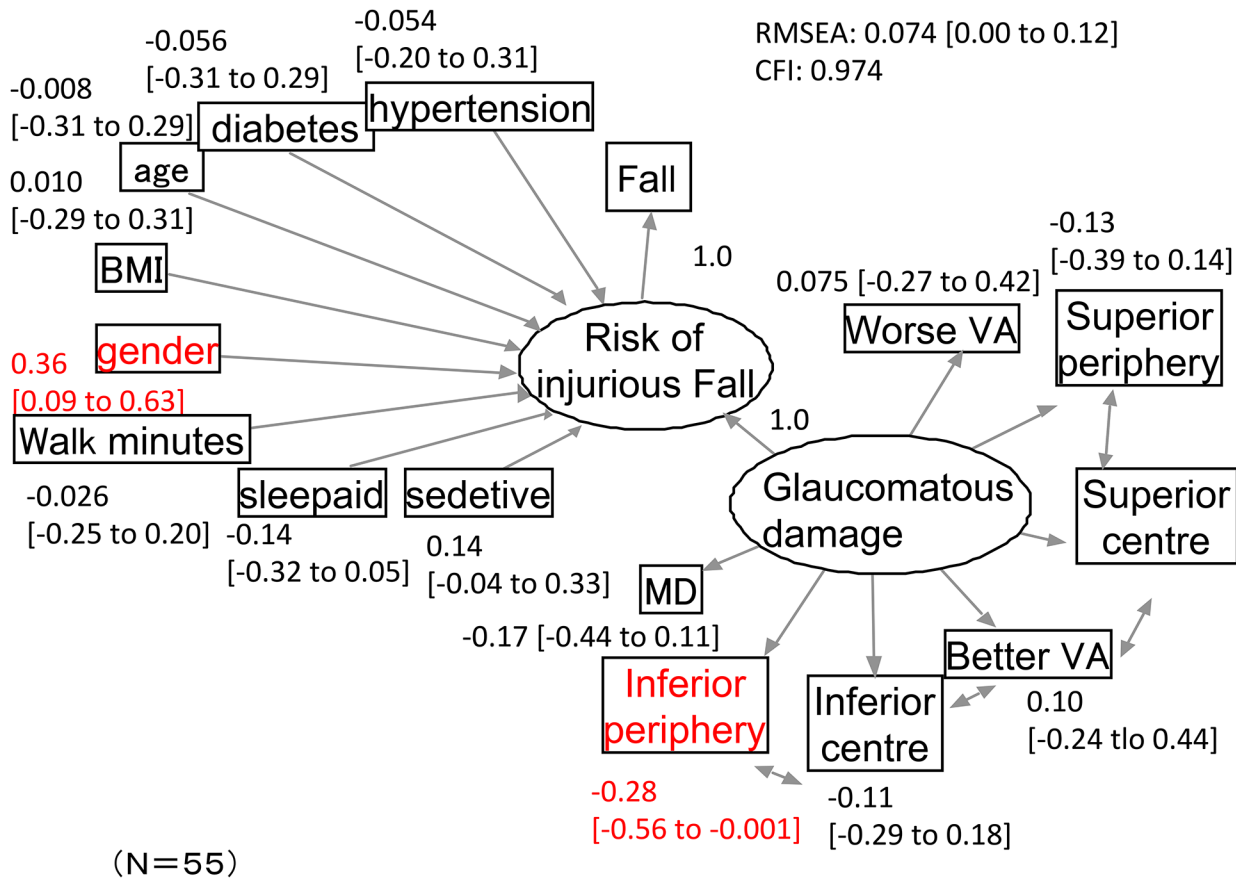 -0.054
[-0.20 to 0.31]
RMSEA: 0.074 [0.00 to 0.12]
CFI: 0.974
-0.056
[-0.31 to 0.29]
hypertension
-0.008
[-0.31 to 0.29]
diabetes
age
Fall
0.010
[-0.29 to 0.31]
BMI
1.0
-0.13
[-0.39 to 0.14]
0.075 [-0.27 to 0.42]
Worse VA
Superior
periphery
gender
Risk of
injurious Fall
0.36
[0.09 to 0.63]
Walk minutes
1.0
-0.026
[-0.25 to 0.20]
sleepaid
sedetive
-0.14
[-0.32 to 0.05]
0.14
[-0.04 to 0.33]
Glaucomatous
damage
Superior
centre
MD
-0.17 [-0.44 to 0.11]
Inferior
periphery
Inferior
centre
Better VA
0.10
[-0.24 tlo 0.44]
-0.28
[-0.56 to -0.001]
-0.11
[-0.29 to 0.18]
(N=55)